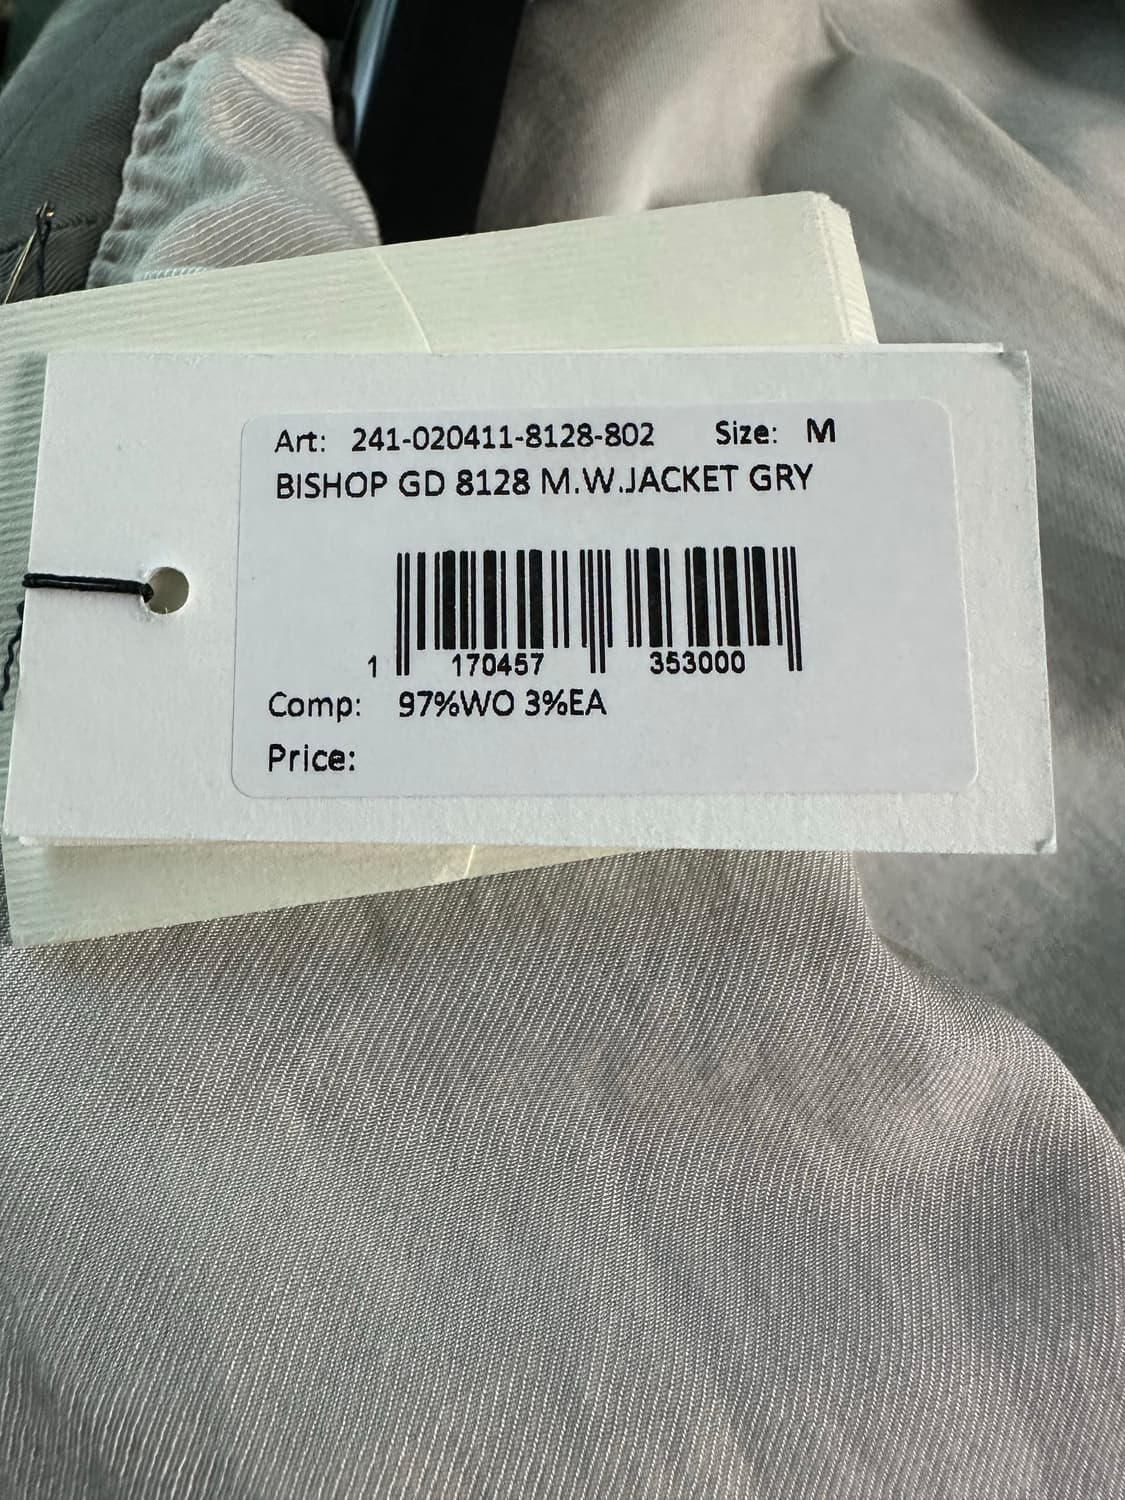 Art: 241-020411-8128-802 Size: M
BISHOP GD 8128 M.W.JACKET GRY
1 170457 353000
Comp: 97%WO 3%EA
Price: